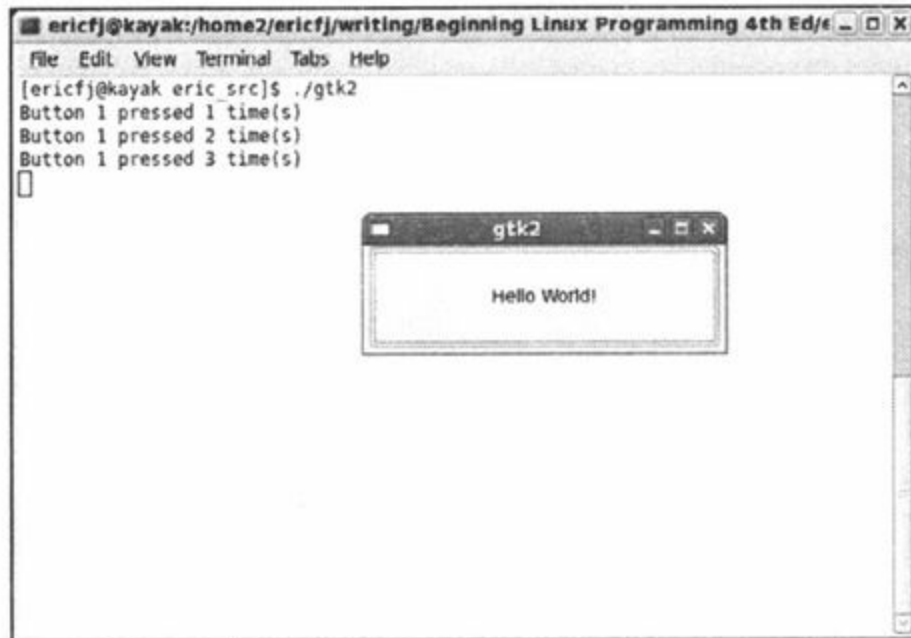 ericfj@kayak:/home2/ericfj/writing/Beginning Linux Programming 4th Ed/e
File Edit View Terminal Tabs Help
[ericfj@kayak eric_src]$ ./gtk2
Button 1 pressed 1 time(s)
Button 1 pressed 2 time(s)
Button 1 pressed 3 time(s)
gtk2
Hello World!